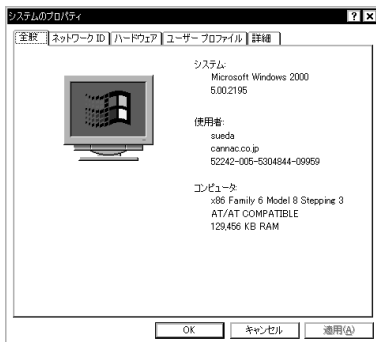 システムのプロパティ
全般 ネットワーク ID ハードウェア ユーザー プロファイル 詳細
システム:
Microsoft Windows 2000
5.00.2195
使用者:
sueda
cannac.co.jp
52242-005-5304844-09959
コンピュータ:
x86 Family 6 Model 8 Stepping 3
AT/AT COMPATIBLE
129,456 KB RAM
OK キャンセル 適用(A)